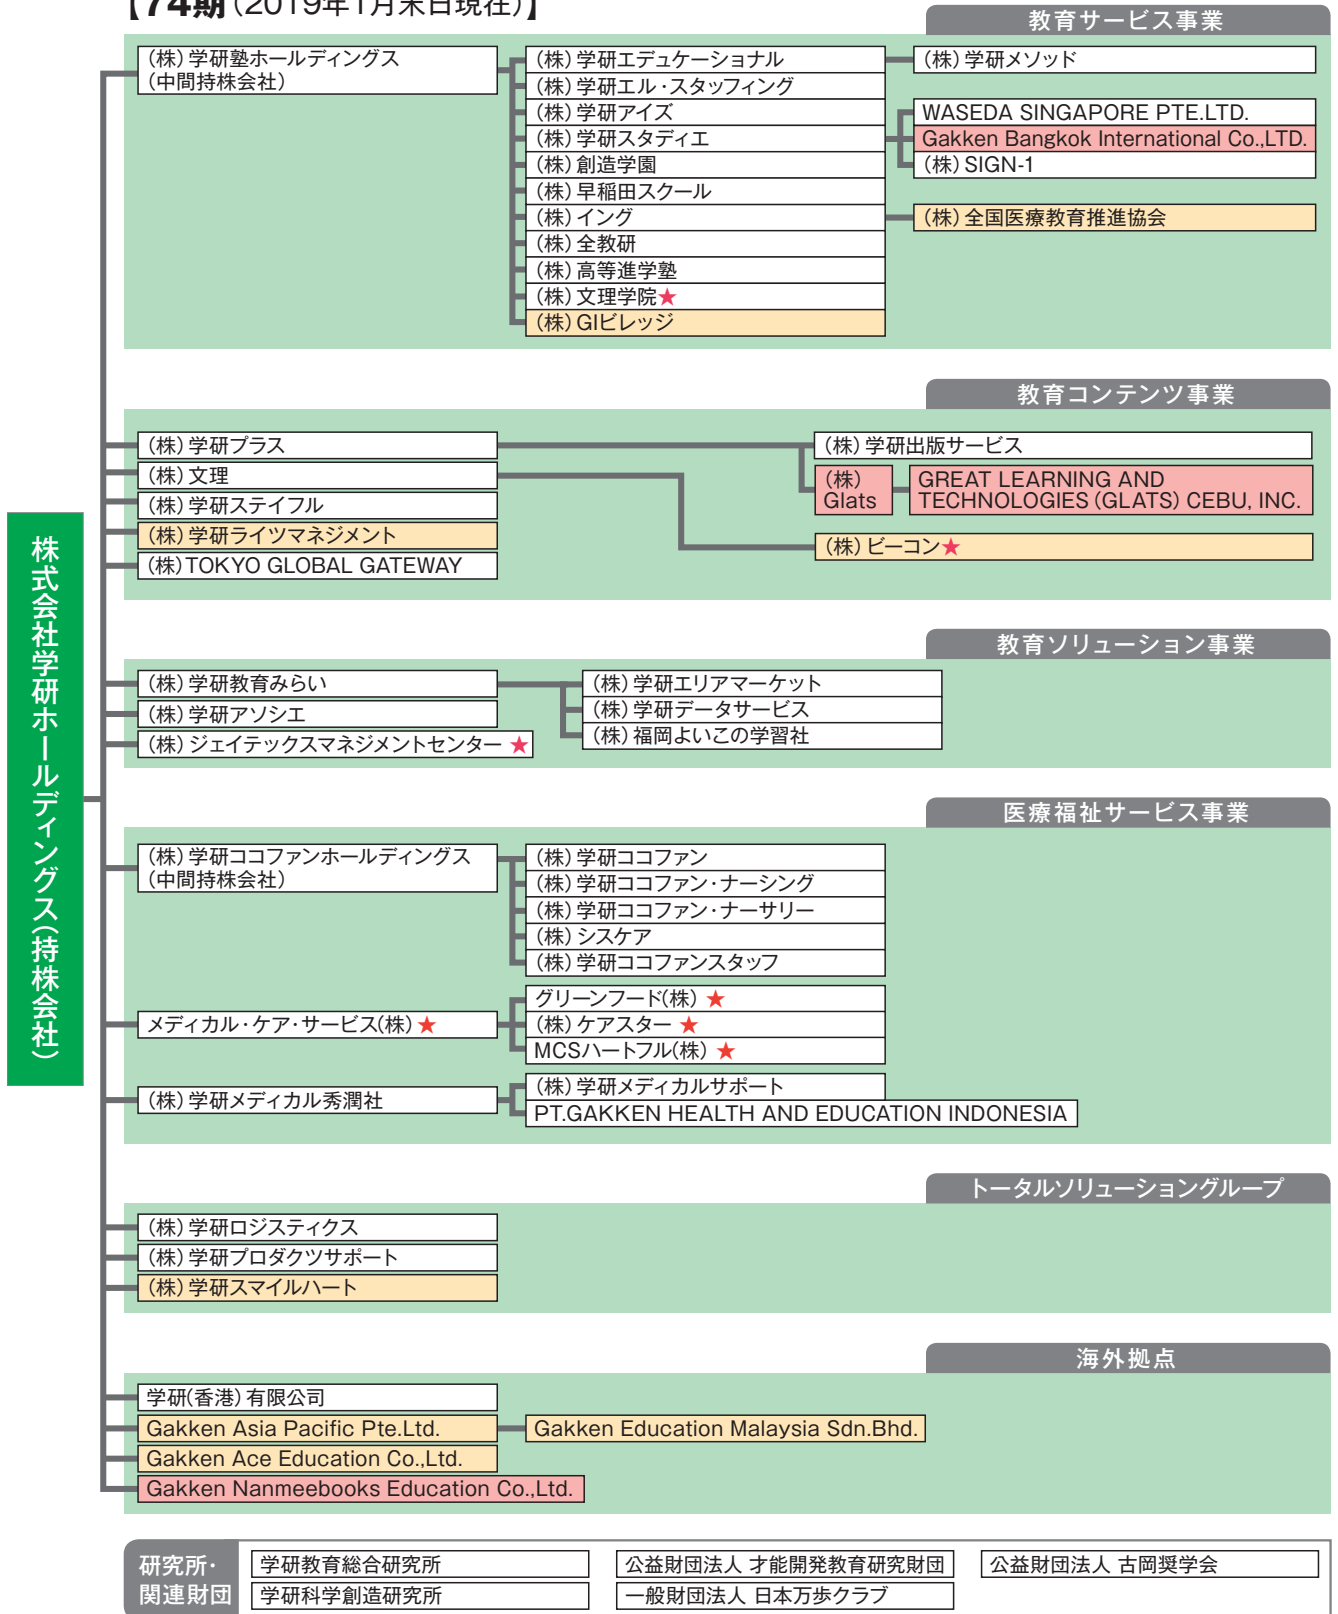 【74期(2019年1月末日現在)】
教育サービス事業
(株)学研塾ホールディングス
(中間持株会社)
(株)学研エデュケーショナル
(株)学研メソッド
(株)学研エル・スタッフィング
(株)学研アイズ
(株)学研スタディエ
WASEDA SINGAPORE PTE.LTD.
Gakken Bangkok International Co.,LTD.
(株)SIGN-1
(株)創造学園
(株)早稲田スクール
(株)イング
(株)全国医療教育推進協会
(株)全教研
(株)高等進学塾
(株)文理学院★
(株)GIビレッジ
教育コンテンツ事業
(株)学研プラス
(株)学研出版サービス
(株)
Glats
GREAT LEARNING AND
TECHNOLOGIES (GLATS) CEBU, INC.
(株)文理
(株)ビーコン★
(株)学研ステイフル
(株)学研ライツマネジメント
(株)TOKYO GLOBAL GATEWAY
株式会社学研ホールディングス(持株会社)
教育ソリューション事業
(株)学研教育みらい
(株)学研エリアマーケット
(株)学研データサービス
(株)福岡よいこの学習社
(株)学研アソシエ
(株)ジェイテックスマネジメントセンター★
医療福祉サービス事業
(株)学研ココファンホールディングス
(中間持株会社)
(株)学研ココファン
(株)学研ココファン・ナーシング
(株)学研ココファン・ナーサリー
(株)シスケア
(株)学研ココファンスタッフ
メディカル・ケア・サービス(株)★
グリーンフード(株)★
(株)ケアスター★
MCSハートフル(株)★
(株)学研メディカル秀潤社
(株)学研メディカルサポート
PT.GAKKEN HEALTH AND EDUCATION INDONESIA
トータルソリューショングループ
(株)学研ロジスティクス
(株)学研プロダクツサポート
(株)学研スマイルハート
海外拠点
学研(香港)有限公司
Gakken Asia Pacific Pte.Ltd.
Gakken Education Malaysia Sdn.Bhd.
Gakken Ace Education Co.,Ltd.
Gakken Nanmeebooks Education Co.,Ltd.
研究所・
関連財団
学研教育総合研究所
公益財団法人 才能開発教育研究財団
公益財団法人 古岡奨学会
学研科学創造研究所
一般財団法人 日本万歩クラブ